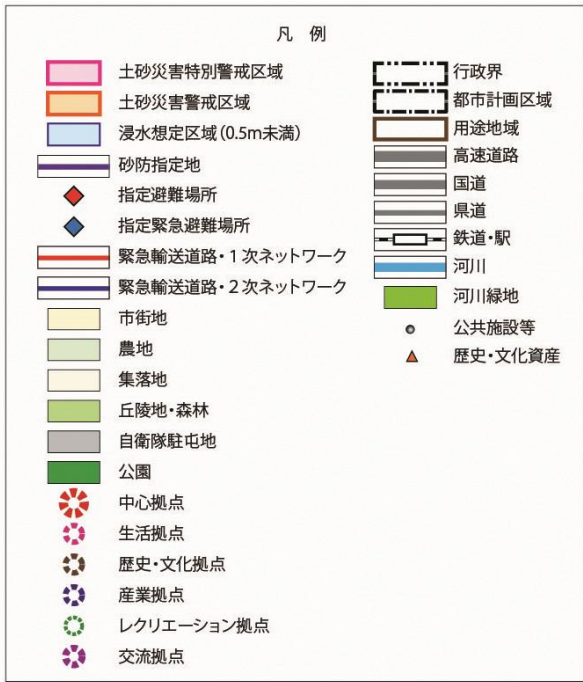 凡 例
土砂災害特別警戒区域
土砂災害警戒区域
浸水想定区域(0.5m未満)
砂防指定地
指定避難場所
指定緊急避難場所
緊急輸送道路・1次ネットワーク
緊急輸送道路・2次ネットワーク
市街地
農地
集落地
丘陵地・森林
自衛隊駐屯地
公園
中心拠点
生活拠点
歴史・文化拠点
産業拠点
レクリエーション拠点
交流拠点
行政界
都市計画区域
用途地域
高速道路
国道
県道
鉄道・駅
河川
河川緑地
公共施設等
歴史・文化資産